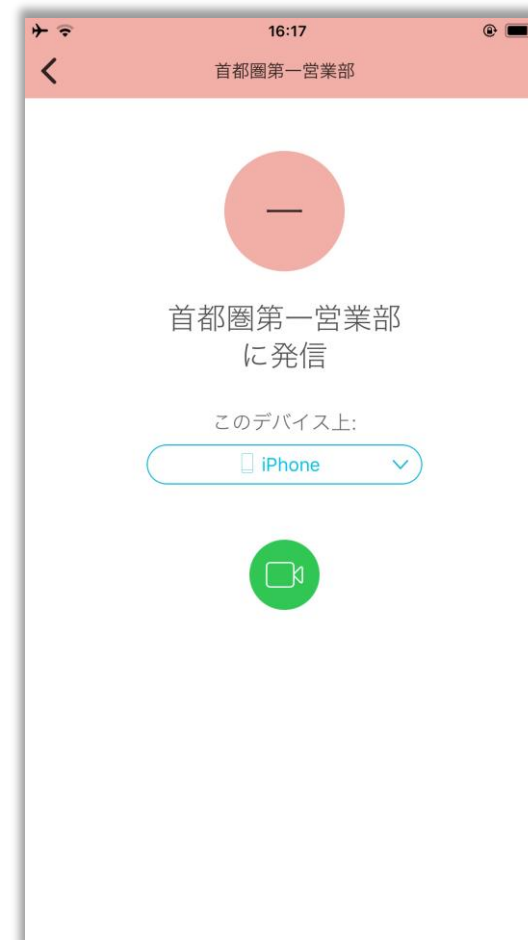 16:17
首都圏第一営業部
一
首都圏第一営業部
に発信
このデバイス上:
iPhone